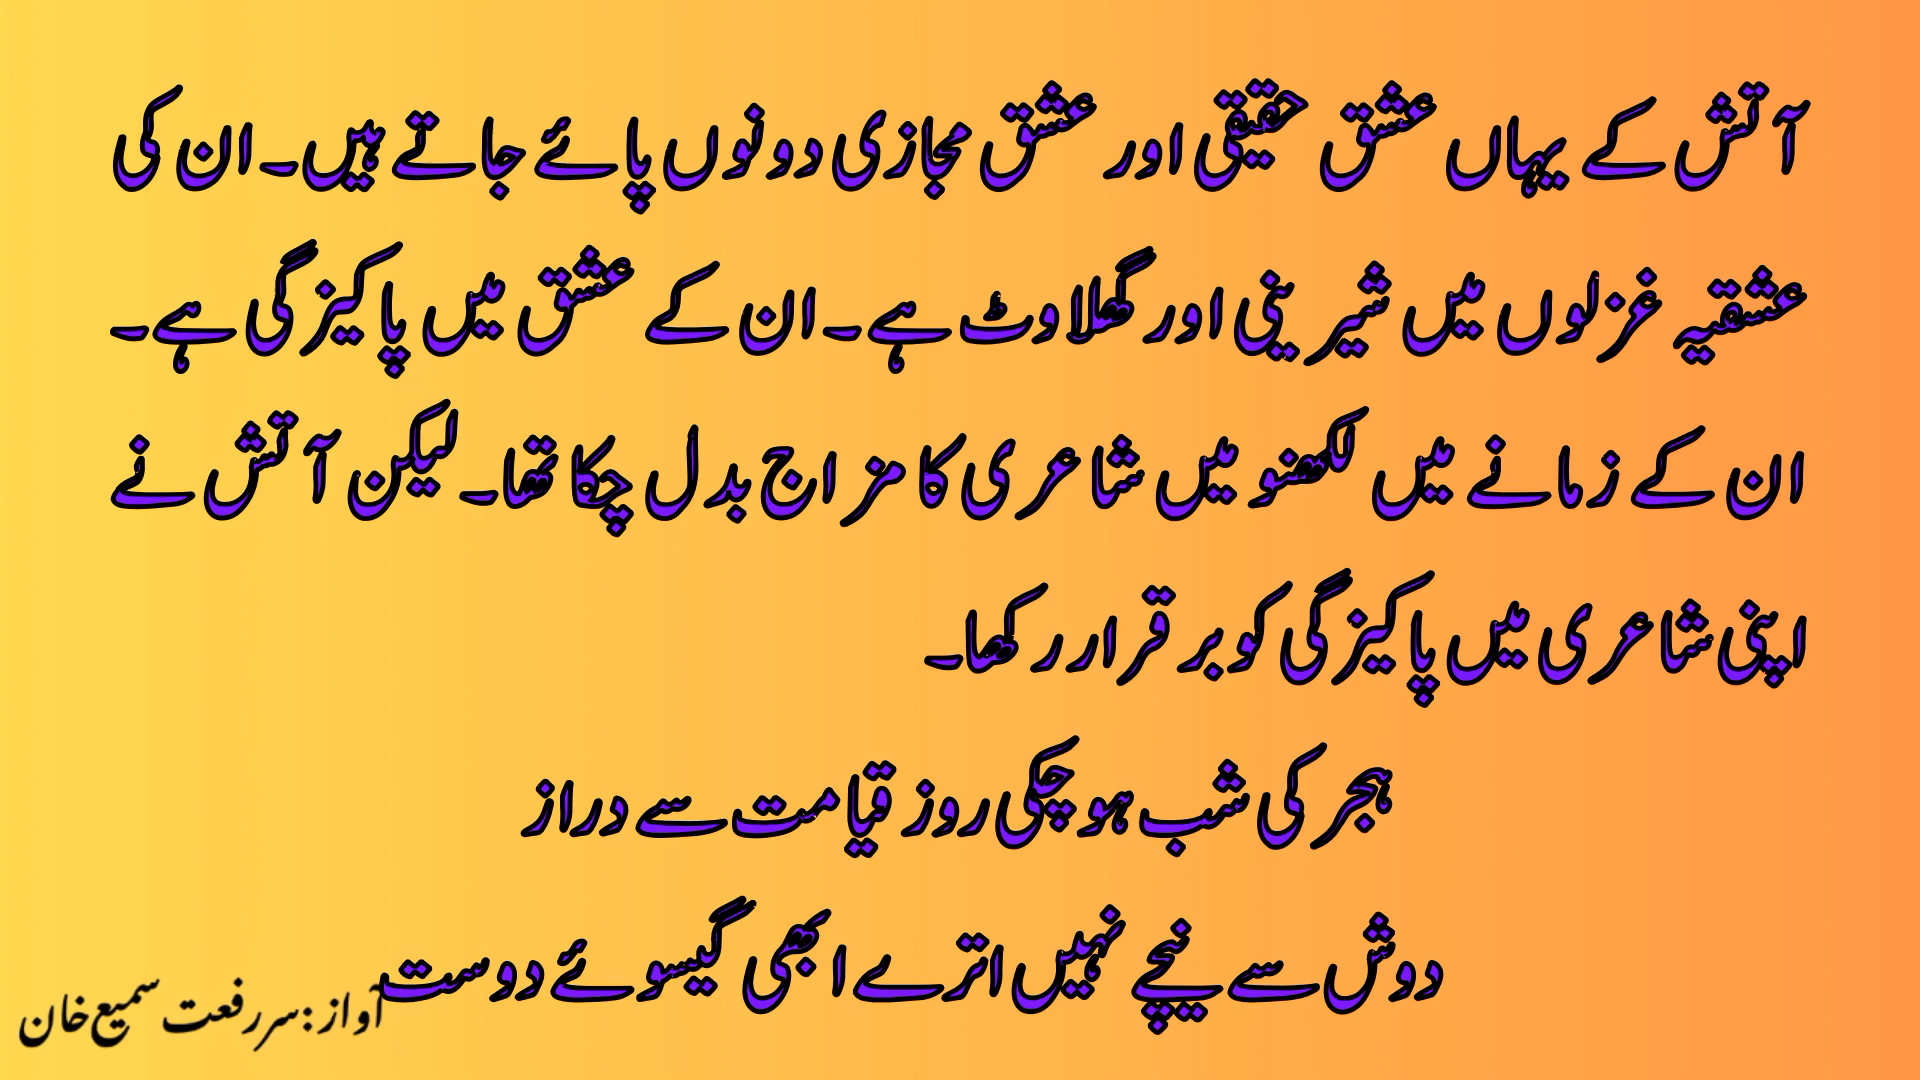 آتش کے یہاں عشق حقیقی اور عشق مجازی دونوں پائے جاتے ہیں۔ ان کی
عشقیہ غزلوں میں شیرینی اور گھلاوٹ ہے۔ ان کے عشق میں پاکیزگی ہے۔
ان کے زمانے میں لکھنو میں شاعری کا مزاج بدل چکا تھا۔ لیکن آتش نے
اپنی شاعری میں پاکیزگی کو برقرار رکھا۔
ہجر کی شب ہو چکی روز قیامت سے دراز
دوش سے نیچے نہیں اترے ابھی گیسوئے دوست
آواز: سر رفعت سمیع خان